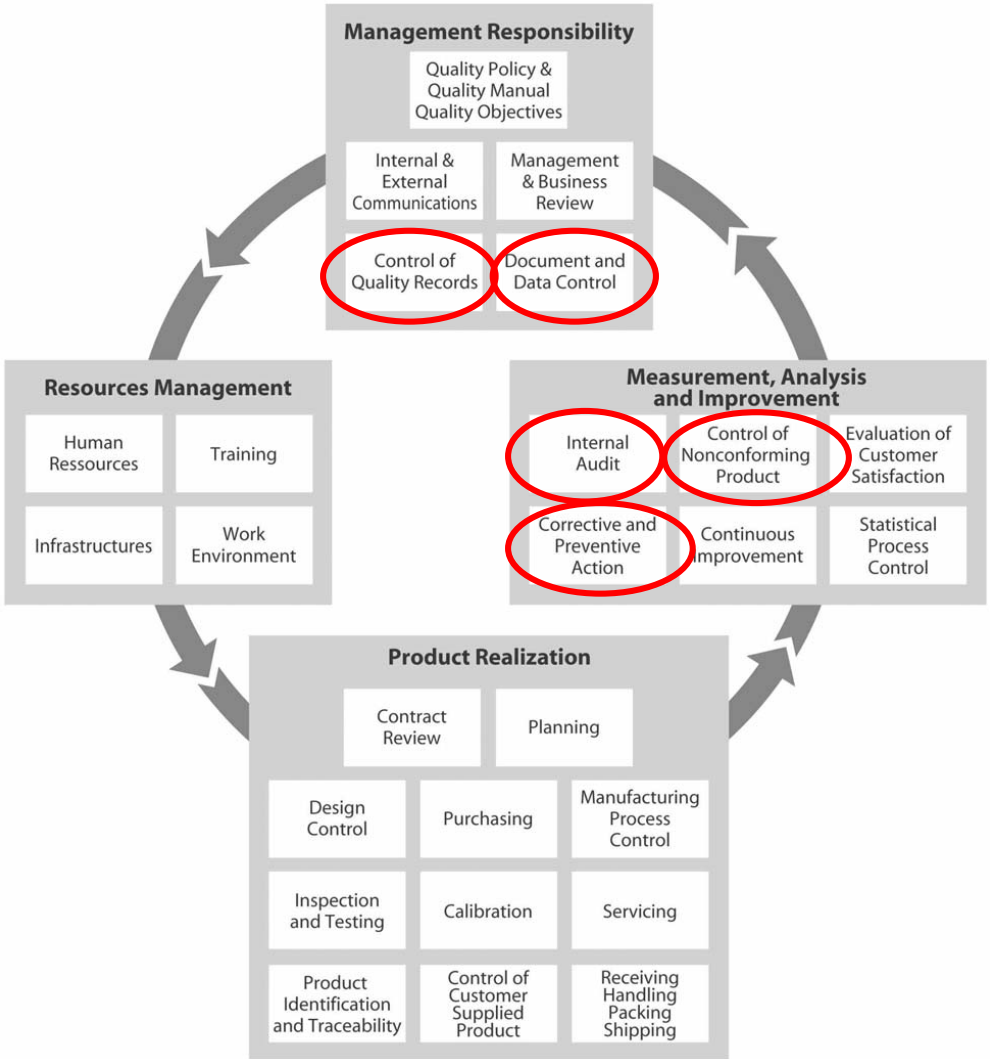 Management Responsibility
Quality Policy &
Quality Manual
Quality Objectives
Internal &
External
Communications
Management
& Business
Review
Control of
Quality Records
Document and
Data Control
Resources Management
Human
Ressources
Training
Infrastructures
Work
Environment
Measurement, Analysis
and Improvement
Internal
Audit
Control of
Nonconforming
Product
Evaluation of
Customer
Satisfaction
Corrective and
Preventive
Action
Continuous
Improvement
Statistical
Process
Control
Product Realization
Contract
Review
Planning
Design
Control
Purchasing
Manufacturing
Process
Control
Inspection
and Testing
Calibration
Servicing
Product
Identification
and Traceability
Control of
Customer
Supplied
Product
Receiving
Handling
Packing
Shipping